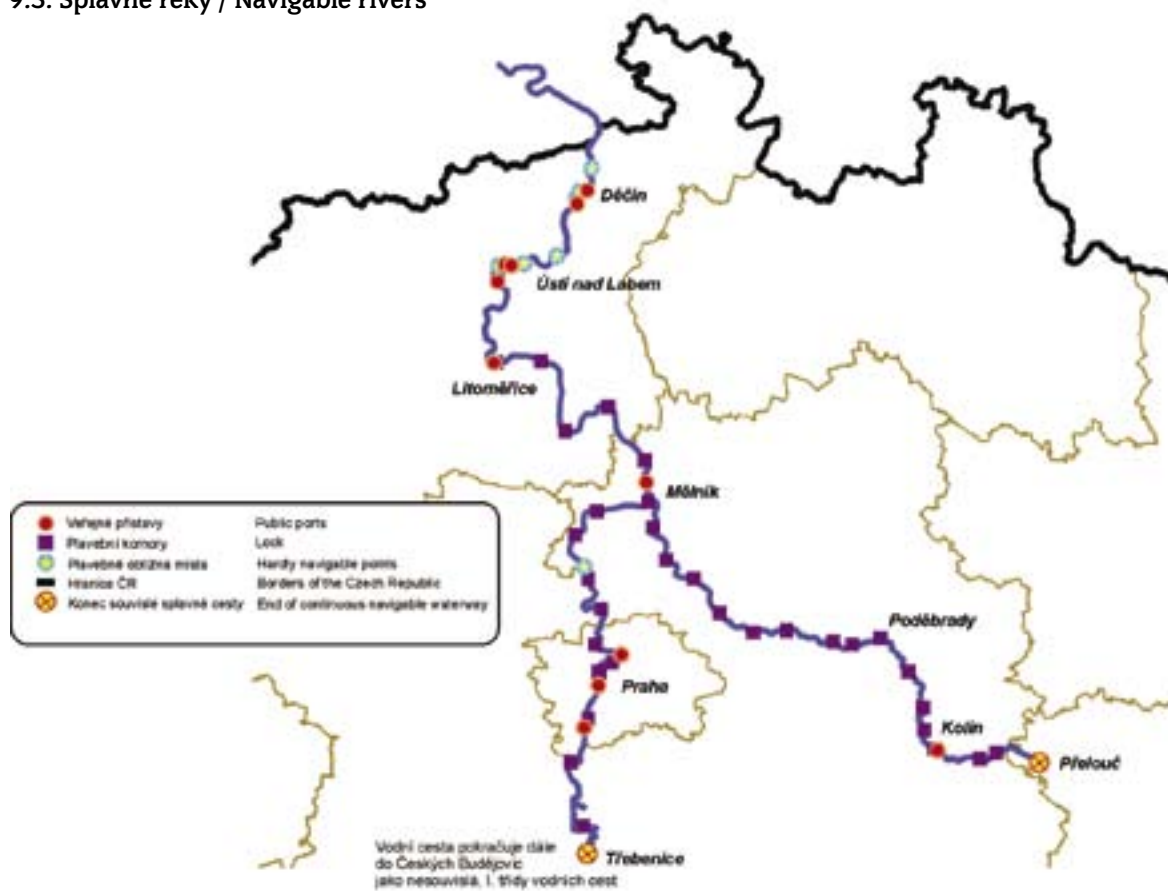 9.3. Splavné řeky / Navigable rivers
Děčín
Ústí nad Labem
Litoměřice
Mělník
Veřejné přístavy Public ports
Plavební komory Lock
Plavebně obtížná místa Hardly navigable points
Hranice ČR Borders of the Czech Republic
Konec souvislé splavné cesty End of continuous navigable waterway
Poděbrady
Praha
Kolín
Přelouč
Třebenice
Vodní cesta pokračuje dále
do Českých Budějovic
jako nesouvislá, I. třídy vodních cest